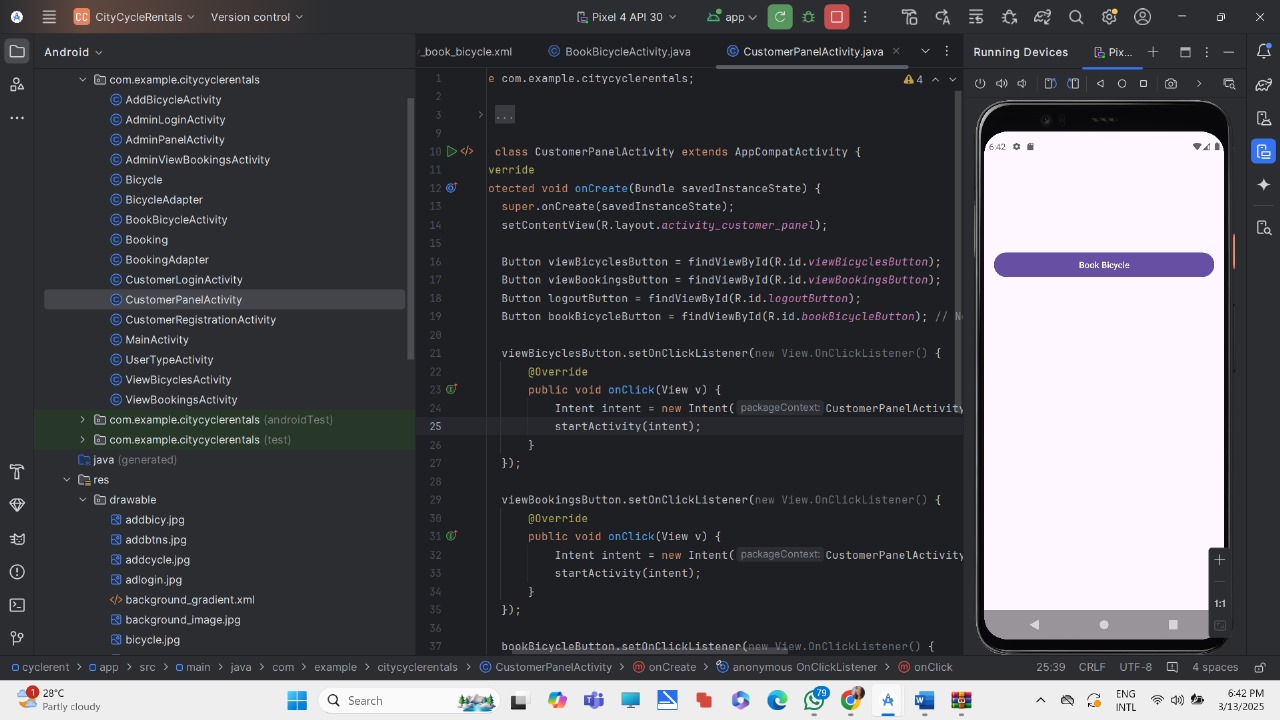 CC CityCycleRentals Version control Pixel 4 API 30 app
Android
_book_bicycle.xml BookBicycleActivity.java CustomerPanelActivity.java
Running Devices Pix...
com.example.citycyclerentals
AddBicycleActivity
AdminLoginActivity
AdminPanelActivity
AdminViewBookingsActivity
Bicycle
BicycleAdapter
BookBicycleActivity
Booking
BookingAdapter
CustomerLoginActivity
CustomerPanelActivity
CustomerRegistrationActivity
MainActivity
UserTypeActivity
ViewBicyclesActivity
ViewBookingsActivity
com.example.citycyclerentals (androidTest)
com.example.citycyclerentals (test)
java (generated)
res
drawable
addbicy.jpg
addbtns.jpg
addcycle.jpg
adlogin.jpg
background_gradient.xml
background_image.jpg
bicycle.jpg
4
1 e com.example.citycyclerentals;
2
3 ...
9
10 class CustomerPanelActivity extends AppCompatActivity {
11 verride
12 otected void onCreate(Bundle savedInstanceState) {
13 super.onCreate(savedInstanceState);
14 setContentView(R.layout.activity_customer_panel);
15
16 Button viewBicyclesButton = findViewById(R.id.viewBicyclesButton);
17 Button viewBookingsButton = findViewById(R.id.viewBookingsButton);
18 Button logoutButton = findViewById(R.id.logoutButton);
19 Button bookBicycleButton = findViewById(R.id.bookBicycleButton); // N
20
21 viewBicyclesButton.setOnClickListener(new View.OnClickListener() {
22 @Override
23 public void onClick(View v) {
24 Intent intent = new Intent( packageContext: CustomerPanelActivity
25 startActivity(intent);
26 }
27 });
28
29 viewBookingsButton.setOnClickListener(new View.OnClickListener() {
30 @Override
31 public void onClick(View v) {
32 Intent intent = new Intent( packageContext: CustomerPanelActivity
33 startActivity(intent);
34 }
35 });
36
37 bookBicycleButton.setOnClickListener(new View.OnClickListener() {
6:42
Book Bicycle
1:1
cyclerent app src main java com example citycyclerentals CustomerPanelActivity onCreate anonymous OnClickListener onClick 25:39 CRLF UTF-8 4 spaces
1
28°C
Partly cloudy
Search
79
ENG
INTL
6:42 PM
3/13/2025